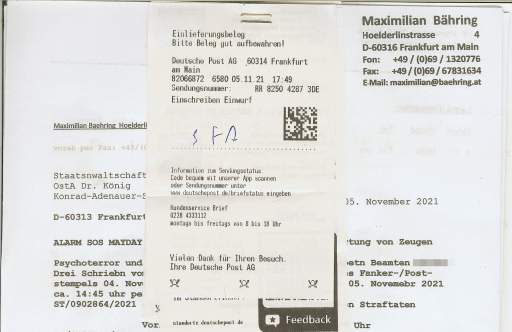 Maximilian Bähring
Hoelderlinstrasse 4
D-60316 Frankfurt am Main
Fon: +49/(0)69 / 1320776
Fax: +49/(0)69/ 67831634
E-Mail: maximilian@baehring.at
Einlieferungsbeleg
Bitte Beleg gut aufbewahren!
Deutsche Post AG 60314 Frankfurt
am Main
82066872 6580 05.11.21 17:49
Sendungsnummer: RR 8250 4287 3DE
Einschreiben Einwurf
SFA
Information zum Sendungsstatus
Code bequem mit unserer App scannen
oder Sendungsnummer unter
www.deutschepost.de/briefstatus eingeben
Kundenservice Brief
0228 4333112
montags bis freitags von 8 bis 18 Uhr
Vielen Dank für Ihren Besuch.
Ihre Deutsche Post AG
Feedback
Maximilian Baehring Hoelderli
Staatsanwaltschaft
OstA Dr. König
Konrad-Adenauer-S
D-60313 Frankfurt
05. November 2021
ALARM SOS MAYDAY
tung von Zeugen
Psychoterror und
Beamten
Drei Schriebn vo
s Fanker-/Post-
stempels 04. Nov
05. Novemebr 2021
ca. 14:45 uhr pe
ST/0902864/2021
n Straftaten
Vor
Uhr